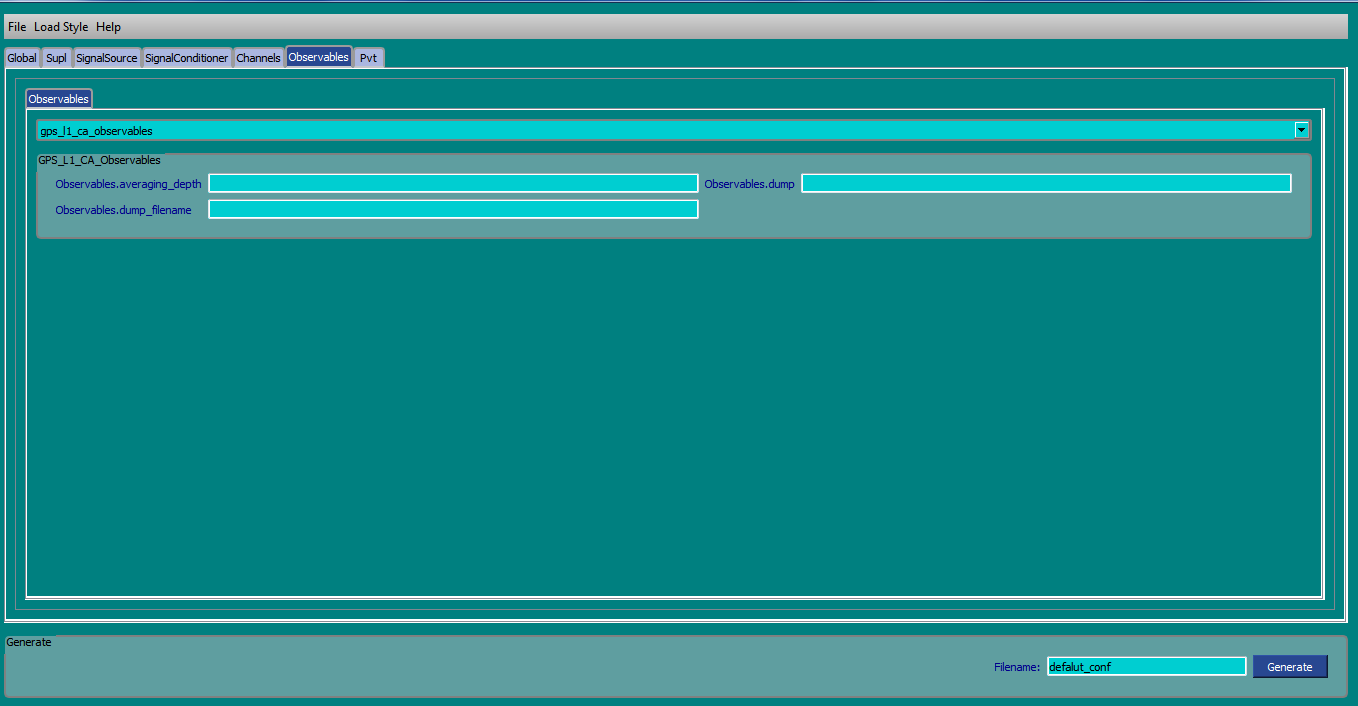 File Load Style Help
Global Supl SignalSource SignalConditioner Channels Observables Pvt
Observables
gps_l1_ca_observables
GPS_L1_CA_Observables
Observables.averaging_depth Observables.dump
Observables.dump_filename
Generate
Filename: defalut_conf Generate